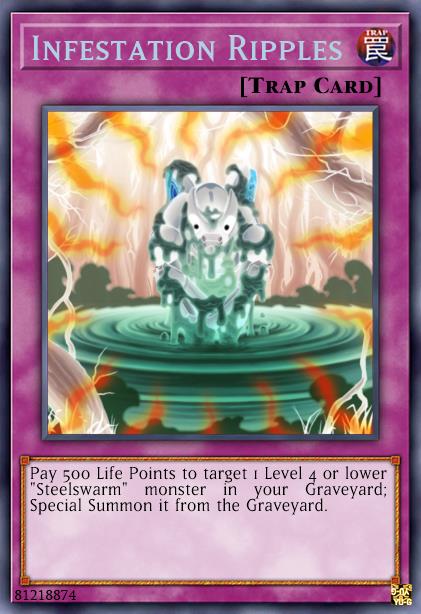 Infestation Ripples
TRAP
罠
[Trap Card]
Pay 500 Life Points to target 1 Level 4 or lower
"Steelswarm" monster in your Graveyard;
Special Summon it from the Graveyard.
81218874